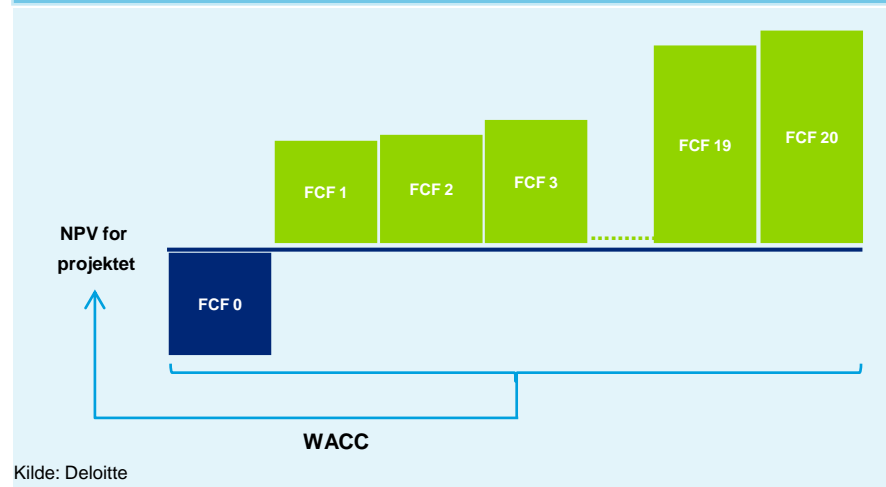 FCF 1
FCF 2
FCF 3
FCF 19
FCF 20
NPV for
projektet
FCF 0
WACC
Kilde: Deloitte